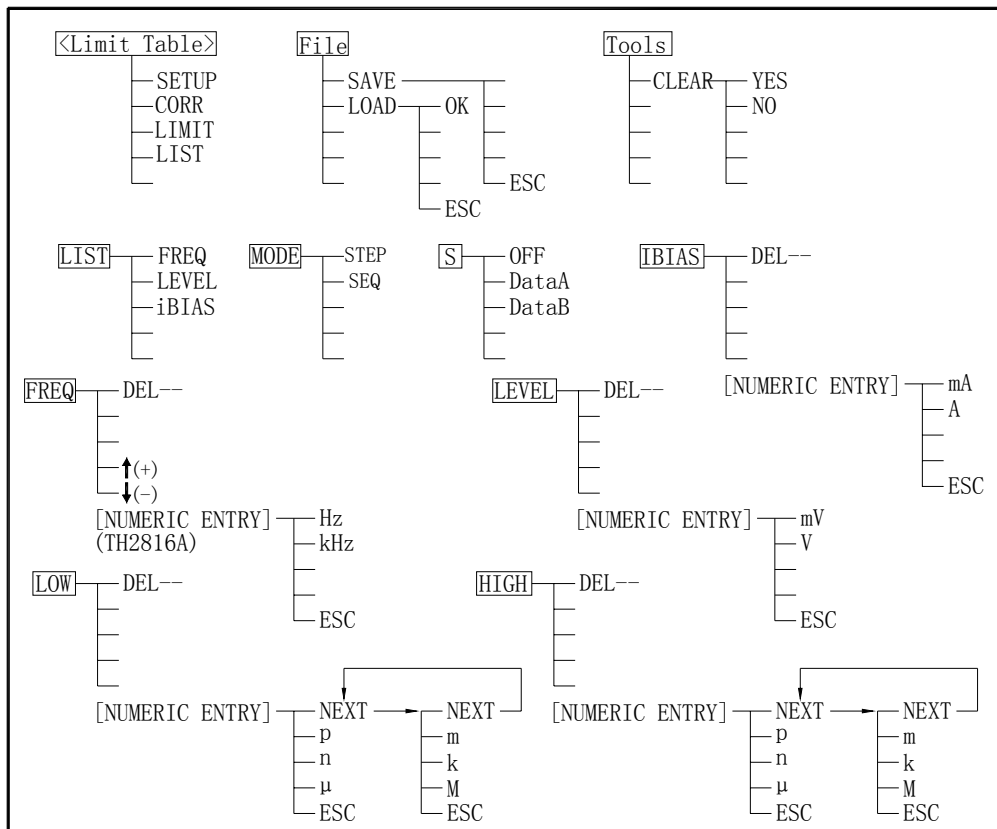 <Limit Table>
SETUP
CORR
LIMIT
LIST
File
SAVE
LOAD
OK
ESC
ESC
Tools
CLEAR
YES
NO
LIST
FREQ
LEVEL
iBIAS
MODE
STEP
SEQ
S
OFF
DataA
DataB
IBIAS
DEL--
[NUMERIC ENTRY]
mA
A
ESC
FREQ
DEL--
(+)
(-)
[NUMERIC ENTRY]
(TH2816A)
Hz
kHz
ESC
LEVEL
DEL--
[NUMERIC ENTRY]
mV
V
ESC
LOW
DEL--
[NUMERIC ENTRY]
NEXT
p
n
μ
ESC
NEXT
m
k
M
ESC
HIGH
DEL--
[NUMERIC ENTRY]
NEXT
p
n
μ
ESC
NEXT
m
k
M
ESC